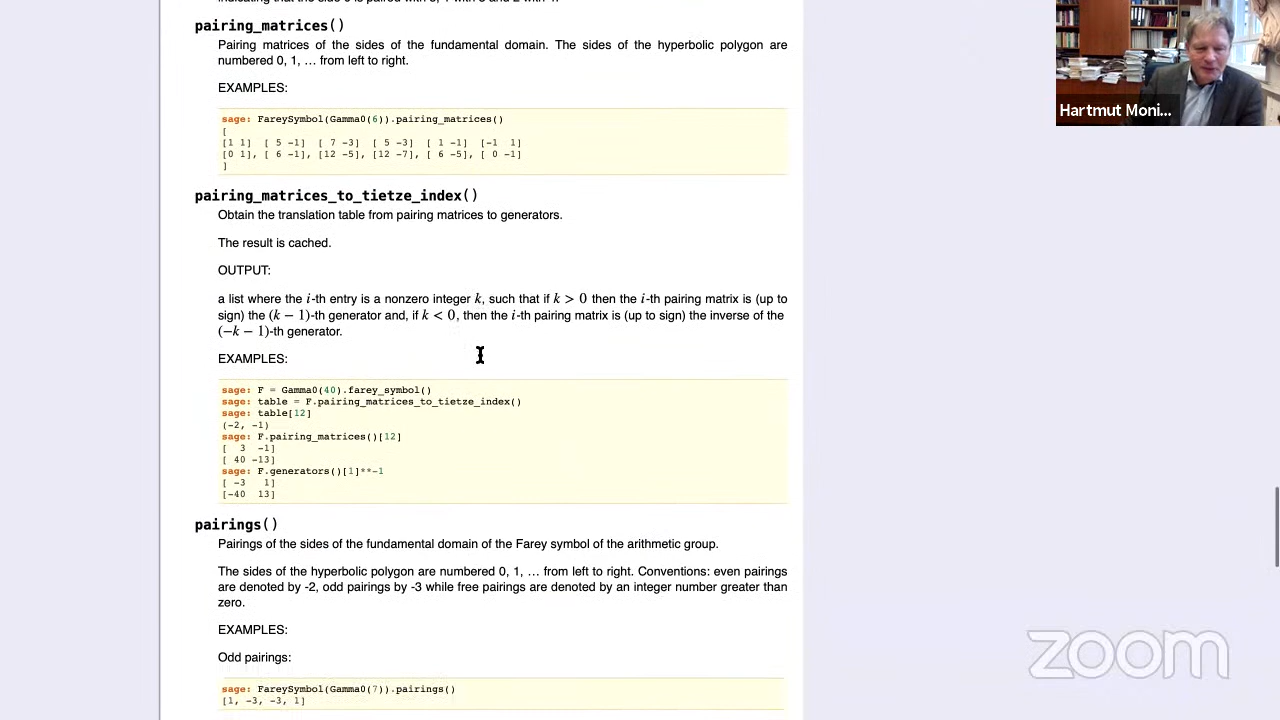 pairing_matrices()
Pairing matrices of the sides of the fundamental domain. The sides of the hyperbolic polygon are
numbered 0, 1, … from left to right.
EXAMPLES:
sage: FareySymbol(Gamma0(6)).pairing_matrices()
[
[1 1]  [ 5 -1]  [ 7 -3]  [ 5 -3]  [ 1 -1]  [-1  1]
[0 1], [ 6 -1], [12 -5], [12 -7], [ 6 -5], [ 0 -1]
]
pairing_matrices_to_tietze_index()
Obtain the translation table from pairing matrices to generators.
The result is cached.
OUTPUT:
a list where the i-th entry is a nonzero integer k, such that if k > 0 then the i-th pairing matrix is (up to
sign) the (k − 1)-th generator and, if k < 0, then the i-th pairing matrix is (up to sign) the inverse of the
(−k − 1)-th generator.
EXAMPLES:
sage: F = Gamma0(40).farey_symbol()
sage: table = F.pairing_matrices_to_tietze_index()
sage: table[12]
(-2, -1)
sage: F.pairing_matrices()[12]
[  3  -1]
[ 40 -13]
sage: F.generators()[1]**-1
[ -3   1]
[-40  13]
pairings()
Pairings of the sides of the fundamental domain of the Farey symbol of the arithmetic group.
The sides of the hyperbolic polygon are numbered 0, 1, … from left to right. Conventions: even pairings
are denoted by -2, odd pairings by -3 while free pairings are denoted by an integer number greater than
zero.
EXAMPLES:
Odd pairings:
sage: FareySymbol(Gamma0(7)).pairings()
[1, -3, -3, 1]
Hartmut Moni...
zoom